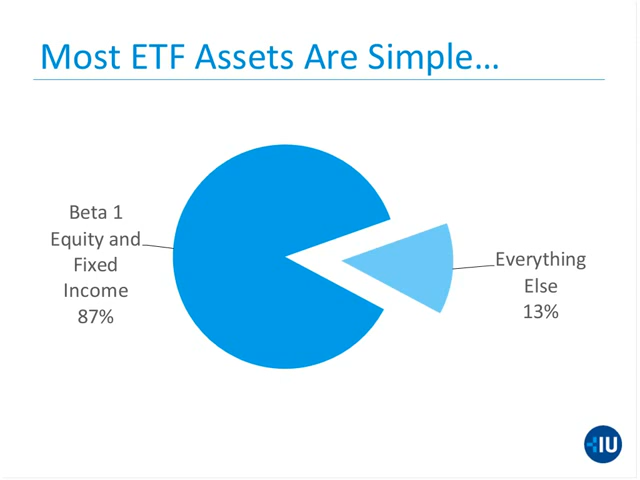 Most ETF Assets Are Simple…
Beta 1
Equity and
Fixed
Income
87%
Everything
Else
13%
IU